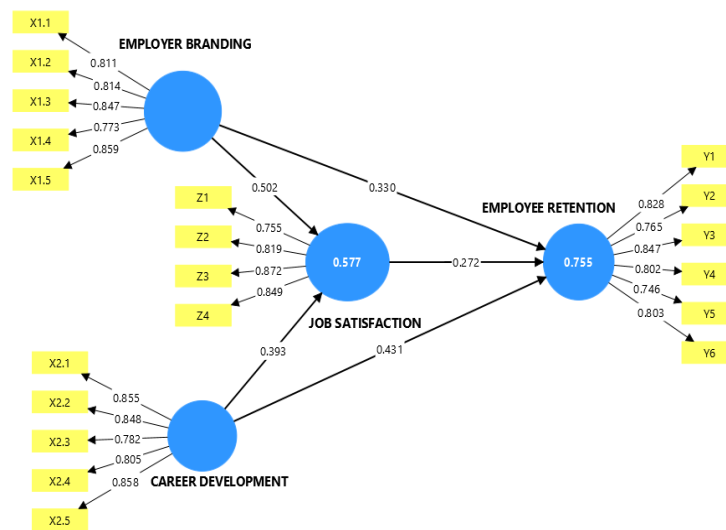 X1.1
X1.2
X1.3
X1.4
X1.5
0.811
0.814
0.847
0.773
0.859
EMPLOYER BRANDING
0.502
0.330
Z1
Z2
Z3
Z4
0.755
0.819
0.872
0.849
0.577
JOB SATISFACTION
0.272
EMPLOYEE RETENTION
0.755
0.828
0.765
0.847
0.802
0.746
0.803
Y1
Y2
Y3
Y4
Y5
Y6
0.393
0.431
X2.1
X2.2
X2.3
X2.4
X2.5
0.855
0.848
0.782
0.805
0.858
CAREER DEVELOPMENT